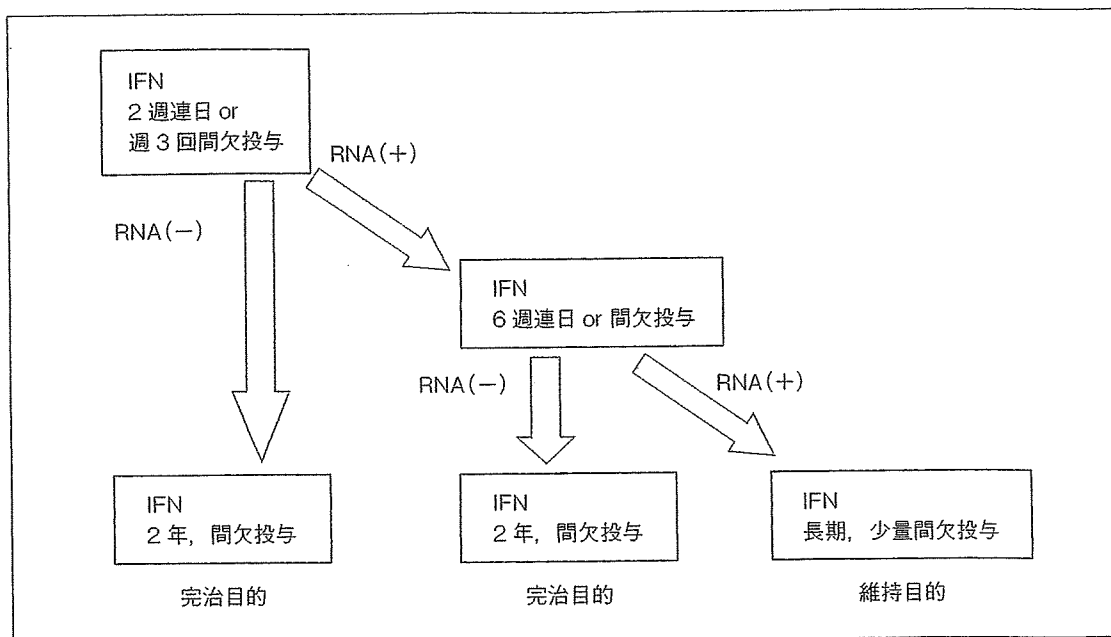 IFN
2 週連日 or
週 3 回間欠投与
RNA(+)
RNA(−)
IFN
6 週連日 or 間欠投与
RNA(−)
RNA(+)
IFN
2 年, 間欠投与
完治目的
IFN
2 年, 間欠投与
完治目的
IFN
長期, 少量間欠投与
維持目的